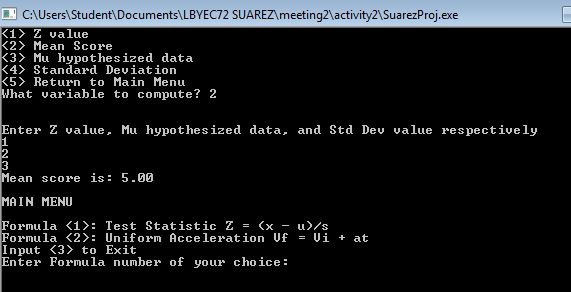 C:\Users\Student\Documents\LBYEC72 SUAREZ\meeting2\activity2\SuarezProj.exe
<1> Z value
<2> Mean Score
<3> Mu hypothesized data
<4> Standard Deviation
<5> Return to Main Menu
What variable to compute? 2
Enter Z value, Mu hypothesized data, and Std Dev value respectively
1
2
3
Mean score is: 5.00
MAIN MENU
Formula <1>: Test Statistic Z = (x - u)/s
Formula <2>: Uniform Acceleration Vf = Vi + at
Input <3> to Exit
Enter Formula number of your choice: